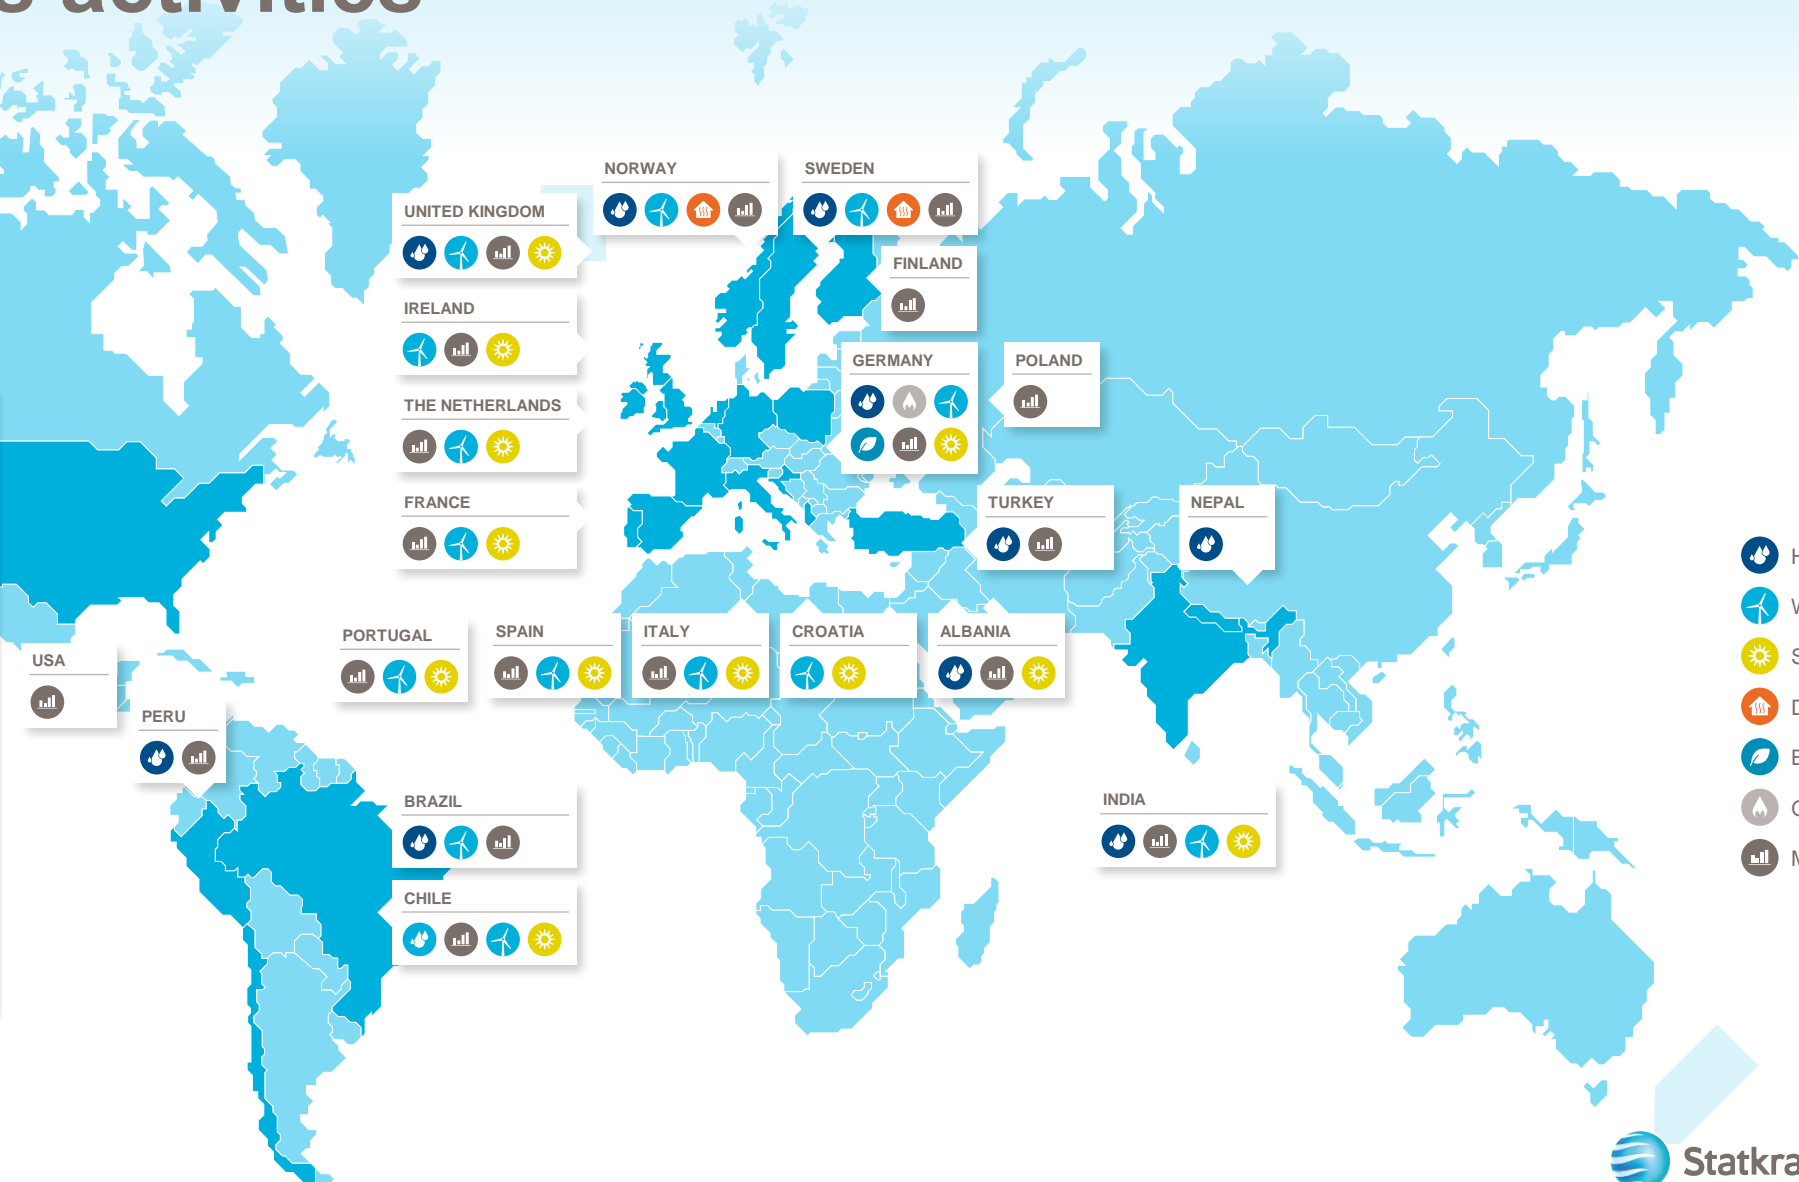 s activities
NORWAY
SWEDEN
UNITED KINGDOM
FINLAND
IRELAND
GERMANY
POLAND
THE NETHERLANDS
FRANCE
TURKEY
NEPAL
PORTUGAL
SPAIN
ITALY
CROATIA
ALBANIA
USA
PERU
BRAZIL
INDIA
CHILE
H
W
S
D
B
G
M
Statkra